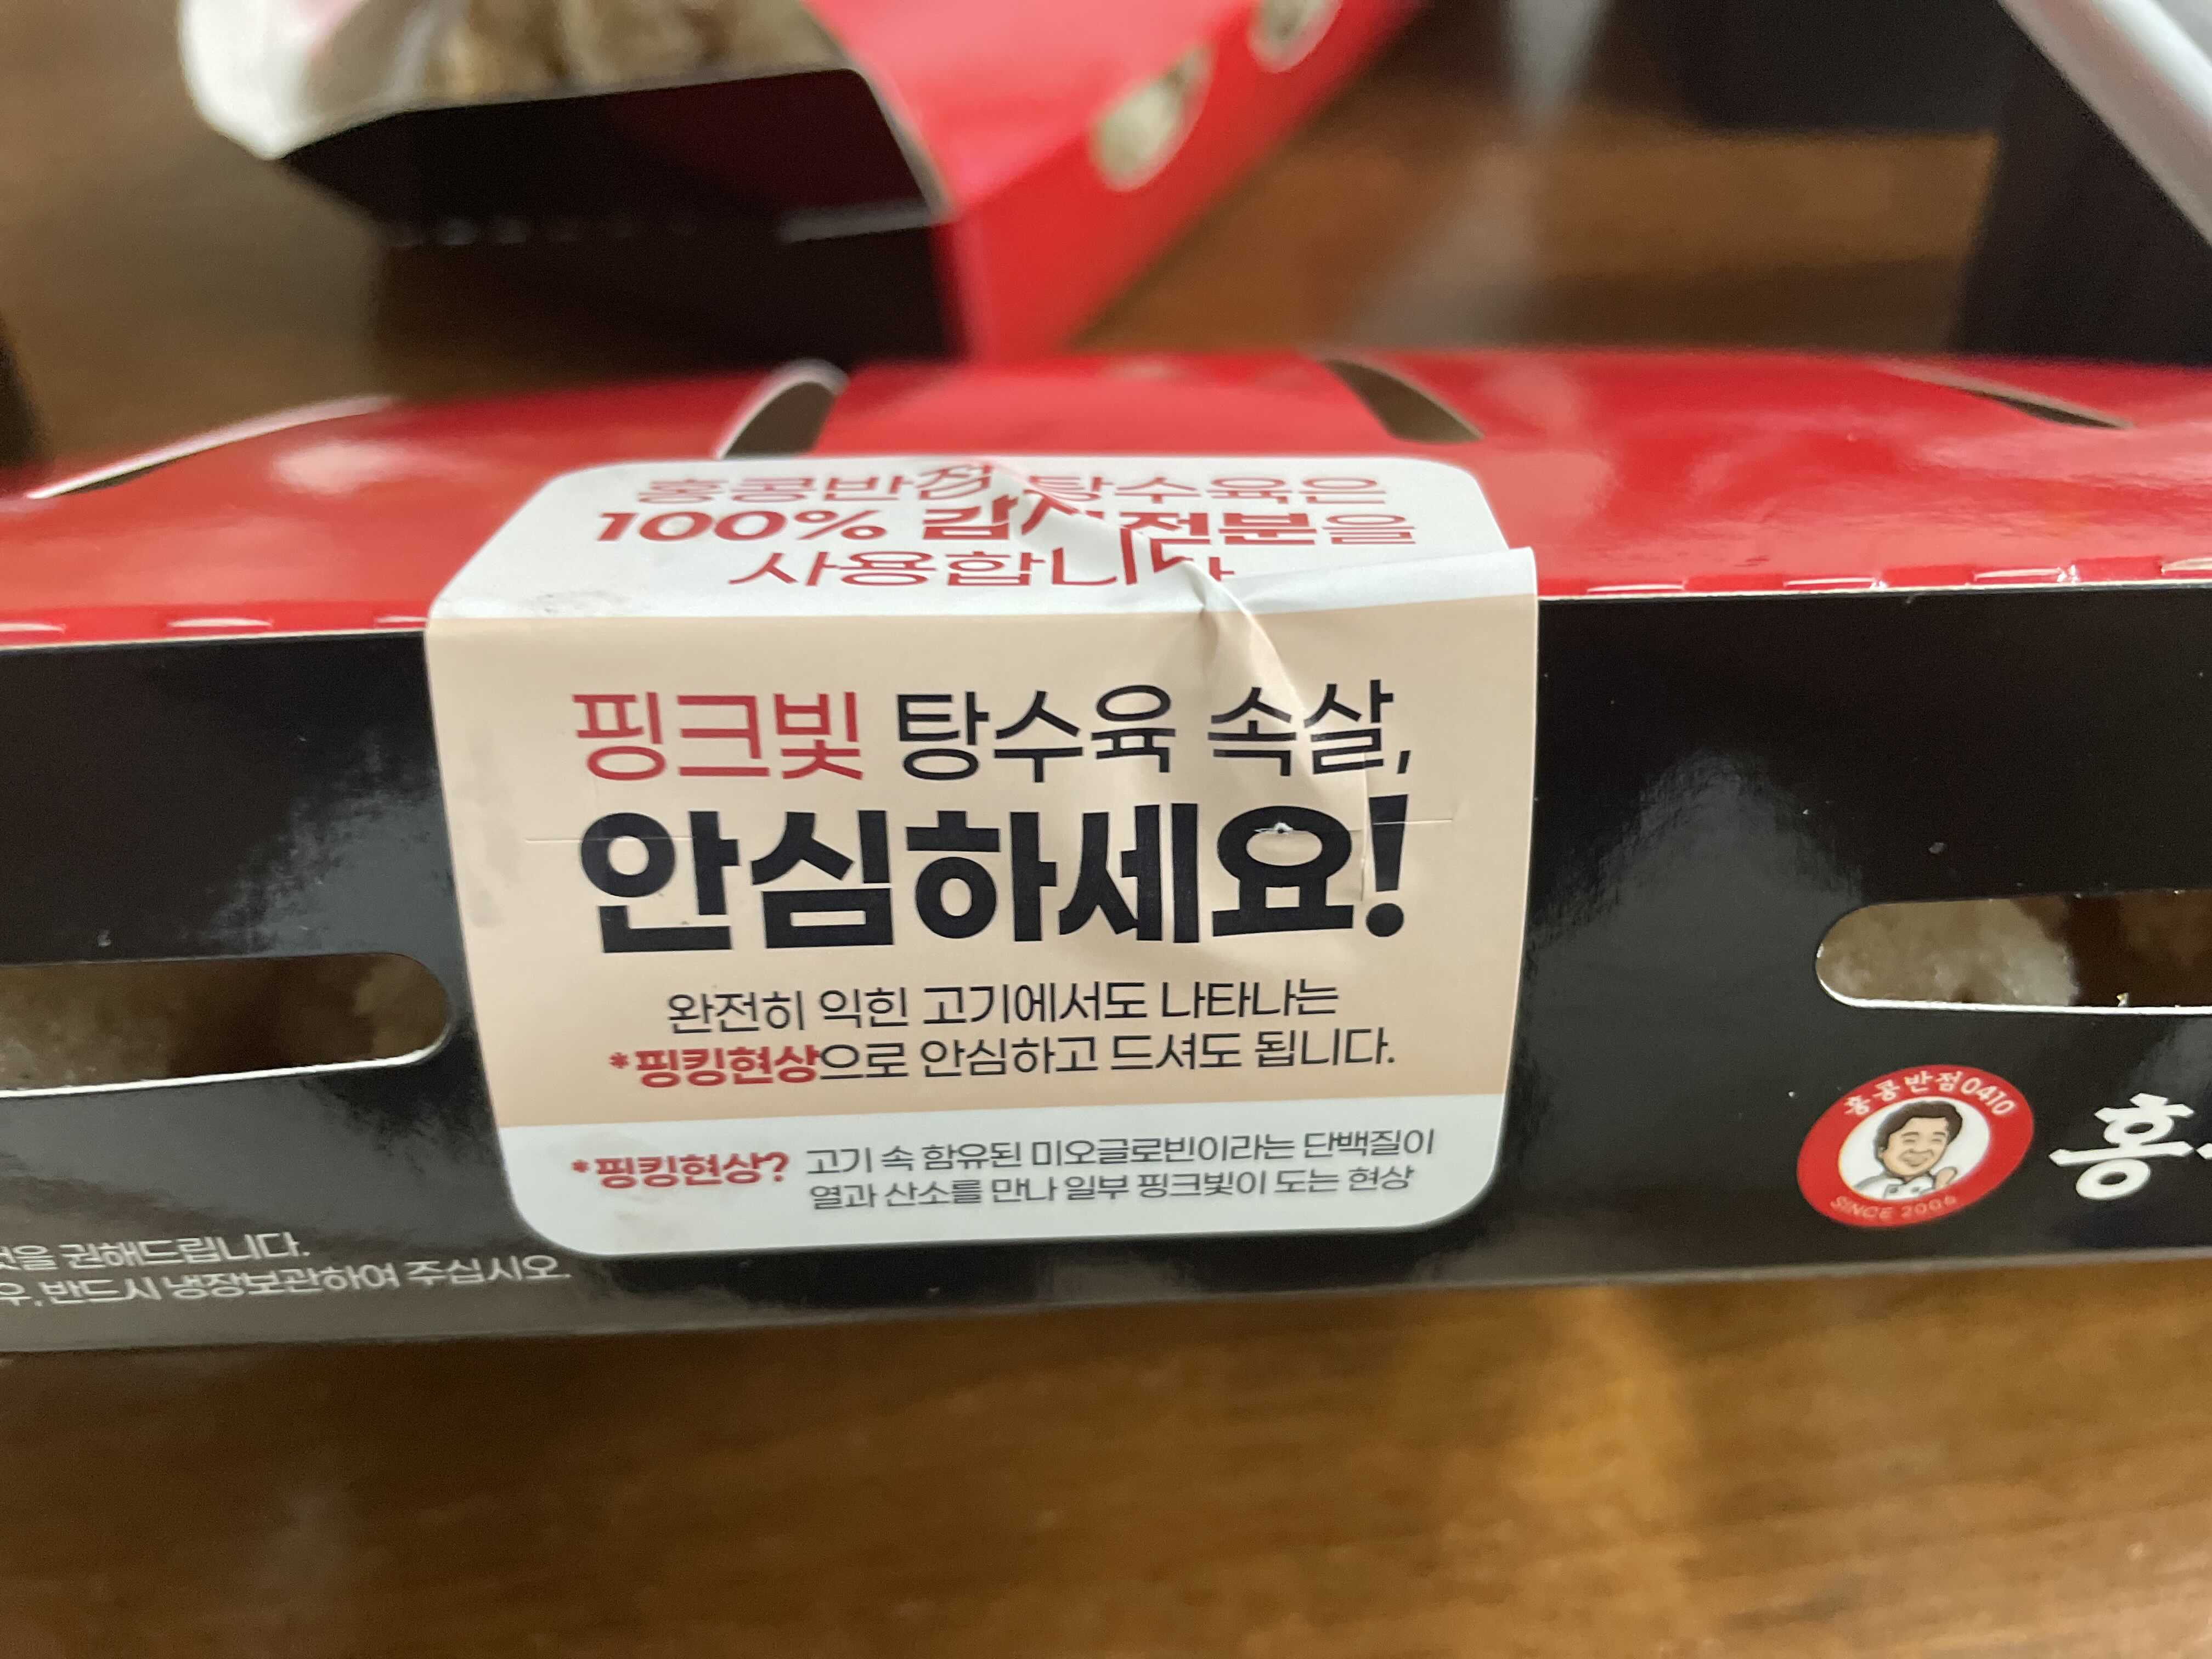 홍콩반점 탕수육은
100% 감자전분을
사용합니다
핑크빛 탕수육 속살,
안심하세요!
완전히 익힌 고기에서도 나타나는
*핑킹현상으로 안심하고 드셔도 됩니다.
*핑킹현상? 고기 속 함유된 미오글로빈이라는 단백질이
열과 산소를 만나 일부 핑크빛이 도는 현상
홍콩반점0410
SINCE 2006
홍
것을 권해드립니다.
우, 반드시 냉장보관하여 주십시오.